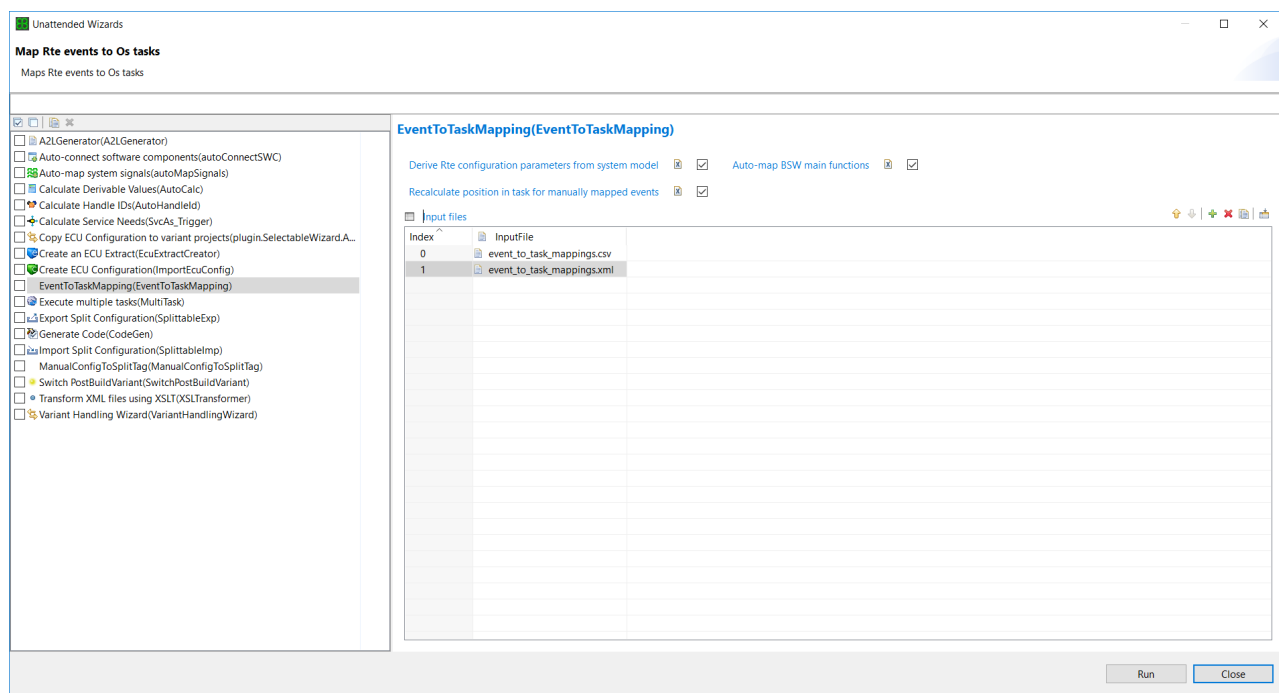 Unattended Wizards
Map Rte events to Os tasks
Maps Rte events to Os tasks
A2LGenerator(A2LGenerator)
Auto-connect software components(autoConnectSWC)
Auto-map system signals(autoMapSignals)
Calculate Derivable Values(AutoCalc)
Calculate Handle IDs(AutoHandleId)
Calculate Service Needs(SvcAs_Trigger)
Copy ECU Configuration to variant projects(plugin.SelectableWizard.A...
Create an ECU Extract(EcuExtractCreator)
Create ECU Configuration(ImportEcuConfig)
EventToTaskMapping(EventToTaskMapping)
Execute multiple tasks(MultiTask)
Export Split Configuration(SplittableExp)
Generate Code(CodeGen)
Import Split Configuration(SplittableImp)
ManualConfigToSplitTag(ManualConfigToSplitTag)
Switch PostBuildVariant(SwitchPostBuildVariant)
Transform XML files using XSLT(XSLTransformer)
Variant Handling Wizard(VariantHandlingWizard)
EventToTaskMapping(EventToTaskMapping)
Derive Rte configuration parameters from system model Auto-map BSW main functions
Recalculate position in task for manually mapped events
Input files
Index InputFile
0 event_to_task_mappings.csv
1 event_to_task_mappings.xml
Run Close